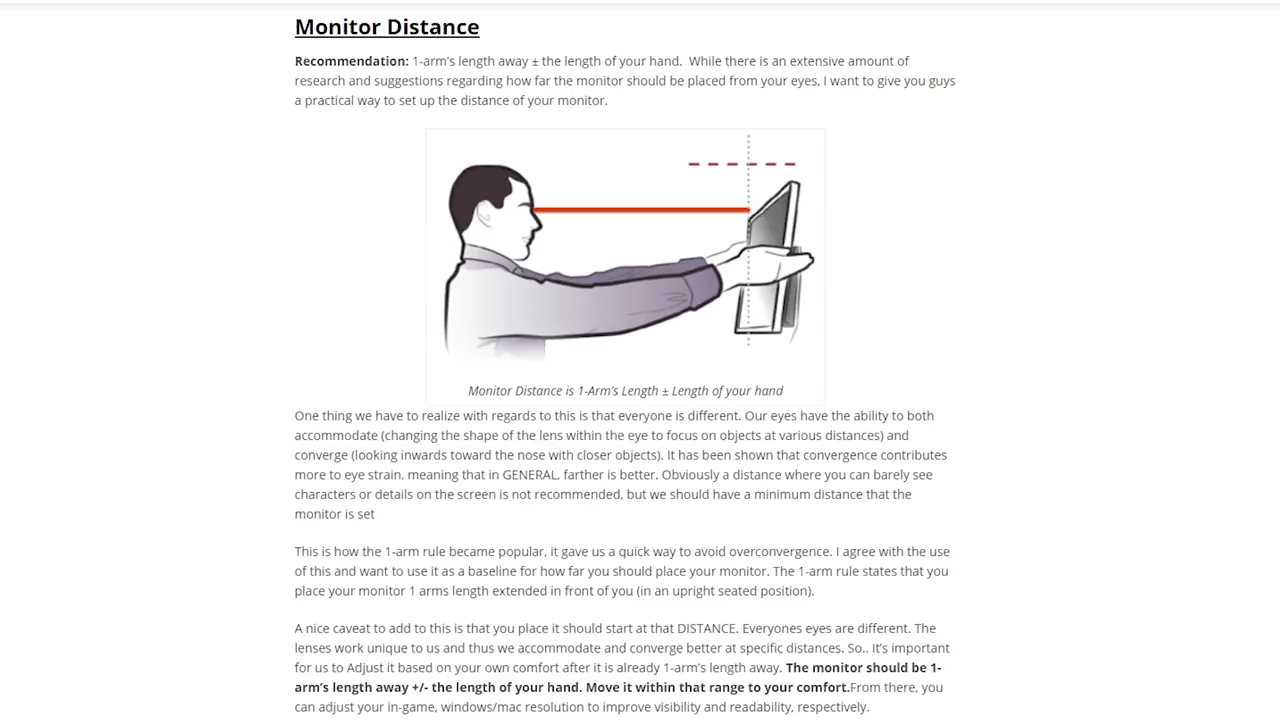 Monitor Distance
Recommendation: 1-arm's length away ± the length of your hand.  While there is an extensive amount of
research and suggestions regarding how far the monitor should be placed from your eyes, I want to give you guys
a practical way to set up the distance of your monitor.
Monitor Distance is 1-Arm's Length ± Length of your hand
One thing we have to realize with regards to this is that everyone is different. Our eyes have the ability to both
accommodate (changing the shape of the lens within the eye to focus on objects at various distances) and
converge (looking inwards toward the nose with closer objects). It has been shown that convergence contributes
more to eye strain, meaning that in GENERAL, farther is better. Obviously a distance where you can barely see
characters or details on the screen is not recommended, but we should have a minimum distance that the
monitor is set
This is how the 1-arm rule became popular, it gave us a quick way to avoid overconvergence. I agree with the use
of this and want to use it as a baseline for how far you should place your monitor. The 1-arm rule states that you
place your monitor 1 arms length extended in front of you (in an upright seated position).
A nice caveat to add to this is that you place it should start at that DISTANCE. Everyones eyes are different. The
lenses work unique to us and thus we accommodate and converge better at specific distances. So.. It's important
for us to Adjust it based on your own comfort after it is already 1-arm's length away. The monitor should be 1-
arm's length away +/- the length of your hand. Move it within that range to your comfort.From there, you
can adjust your in-game, windows/mac resolution to improve visibility and readability, respectively.